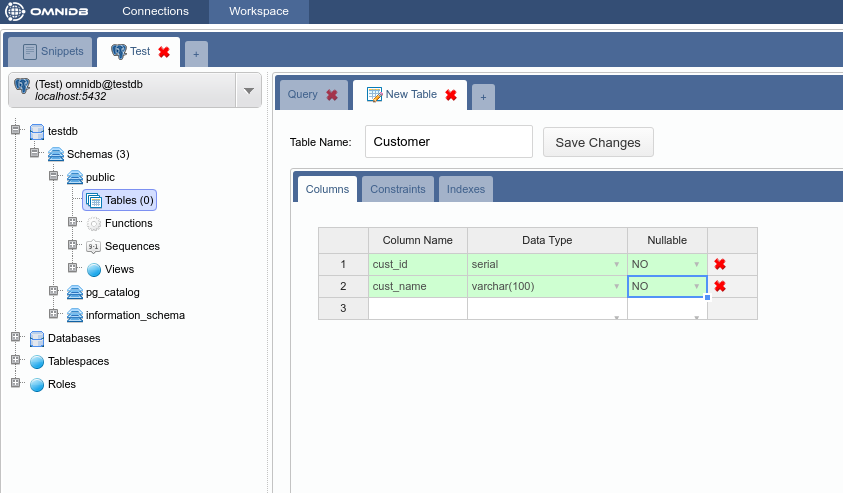 OMNIDB Connections Workspace
Snippets Test +
(Test) omnidb@testdb
localhost:5432
testdb
Schemas (3)
public
Tables (0)
Functions
9-1 Sequences
Views
pg_catalog
information_schema
Databases
Tablespaces
Roles
Query New Table +
Table Name: Customer Save Changes
Columns Constraints Indexes
Column Name Data Type Nullable
1 cust_id serial NO
2 cust_name varchar(100) NO
3